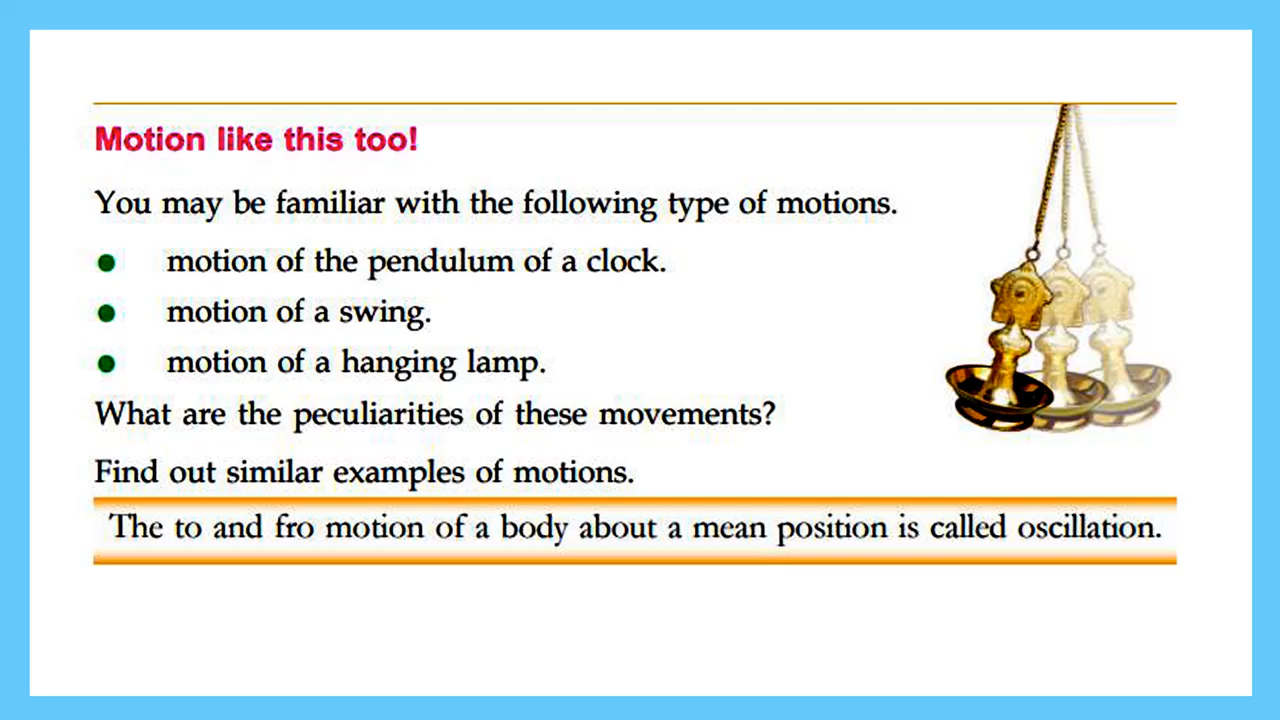 Motion like this too!
You may be familiar with the following type of motions.
● motion of the pendulum of a clock.
● motion of a swing.
● motion of a hanging lamp.
What are the peculiarities of these movements?
Find out similar examples of motions.
The to and fro motion of a body about a mean position is called oscillation.